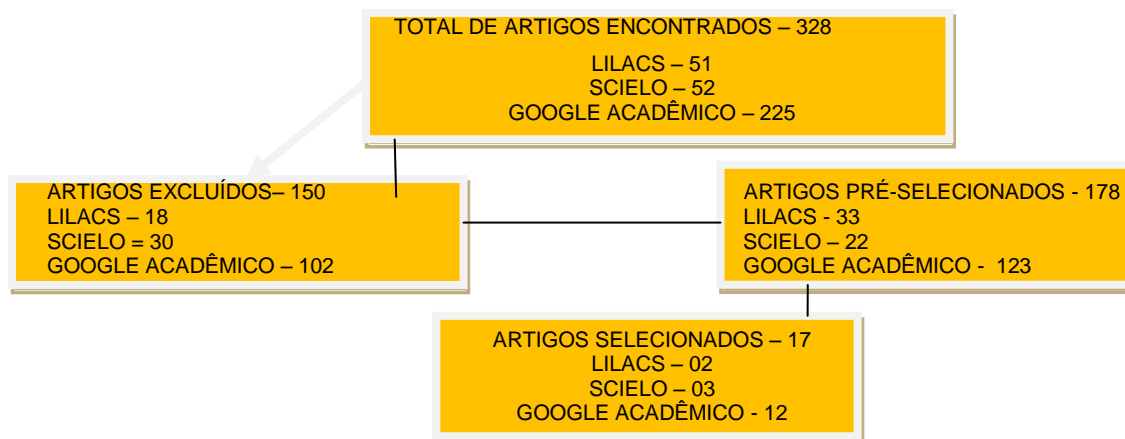 TOTAL DE ARTIGOS ENCONTRADOS – 328
LILACS – 51
SCIELO – 52
GOOGLE ACADÊMICO – 225
ARTIGOS EXCLUÍDOS– 150
LILACS – 18
SCIELO = 30
GOOGLE ACADÊMICO – 102
ARTIGOS PRÉ-SELECIONADOS - 178
LILACS - 33
SCIELO – 22
GOOGLE ACADÊMICO - 123
ARTIGOS SELECIONADOS – 17
LILACS – 02
SCIELO – 03
GOOGLE ACADÊMICO - 12